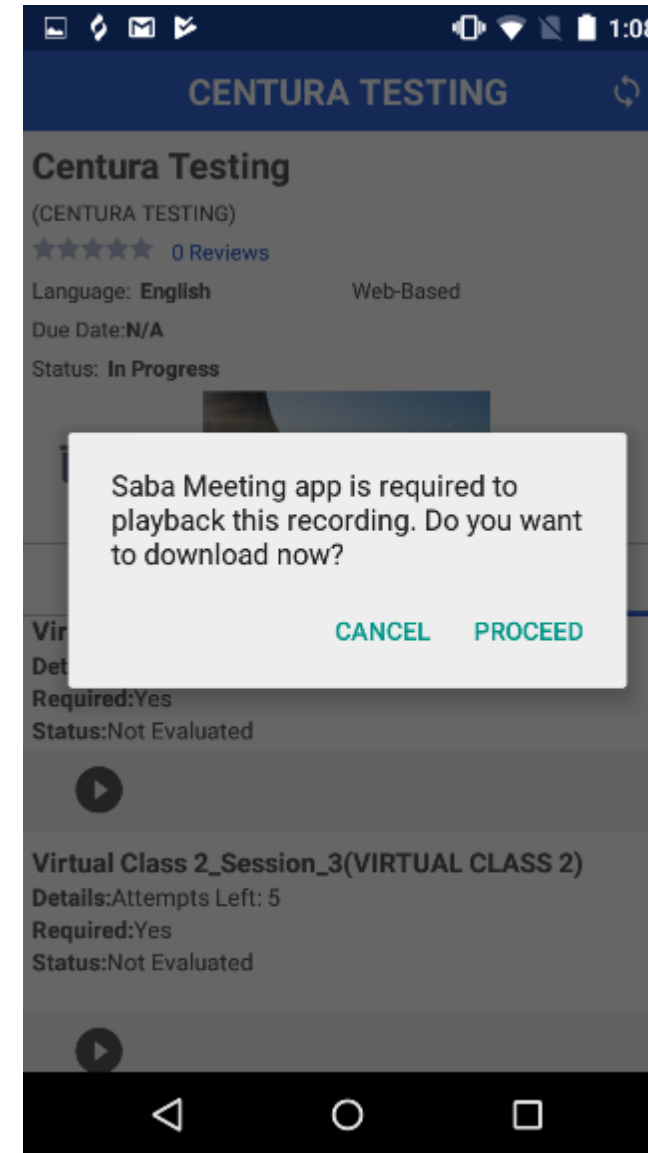 1:08
CENTURA TESTING
Centura Testing
(CENTURA TESTING)
0 Reviews
Language: English Web-Based
Due Date:N/A
Status: In Progress
Saba Meeting app is required to
playback this recording. Do you want
to download now?
CANCEL PROCEED
Required:Yes
Status:Not Evaluated
Virtual Class 2_Session_3(VIRTUAL CLASS 2)
Details:Attempts Left: 5
Required:Yes
Status:Not Evaluated